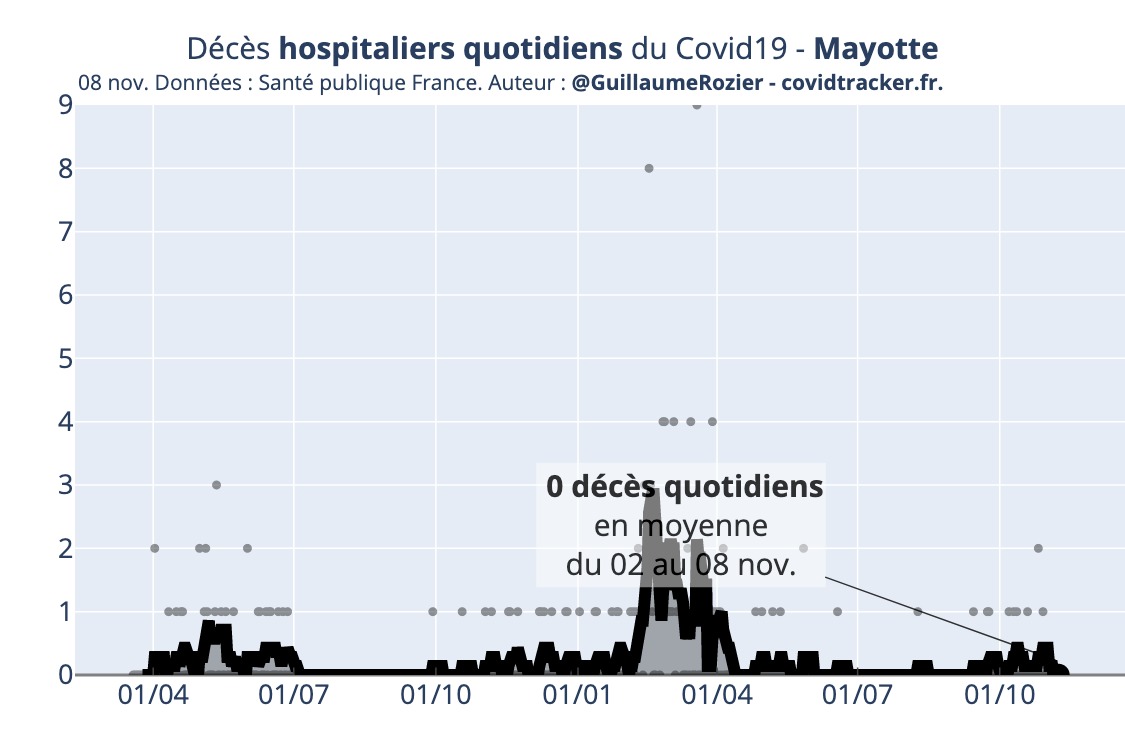 Décès hospitaliers quotidiens du Covid19 - Mayotte
08 nov. Données : Santé publique France. Auteur : @GuillaumeRozier - covidtracker.fr.
9
8
7
6
5
4
3
2
1
0
0 décès quotidiens
en moyenne
du 02 au 08 nov.
01/04 01/07 01/10 01/01 01/04 01/07 01/10